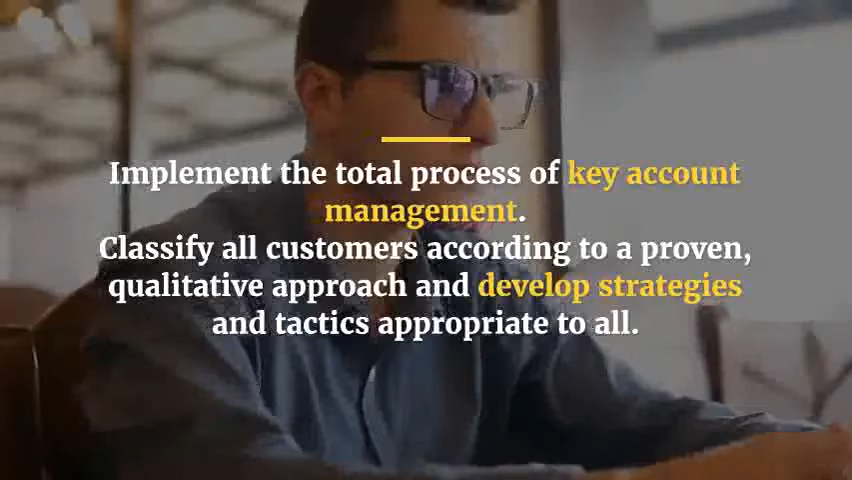 Implement the total process of key account
management.
Classify all customers according to a proven,
qualitative approach and develop strategies
and tactics appropriate to all.